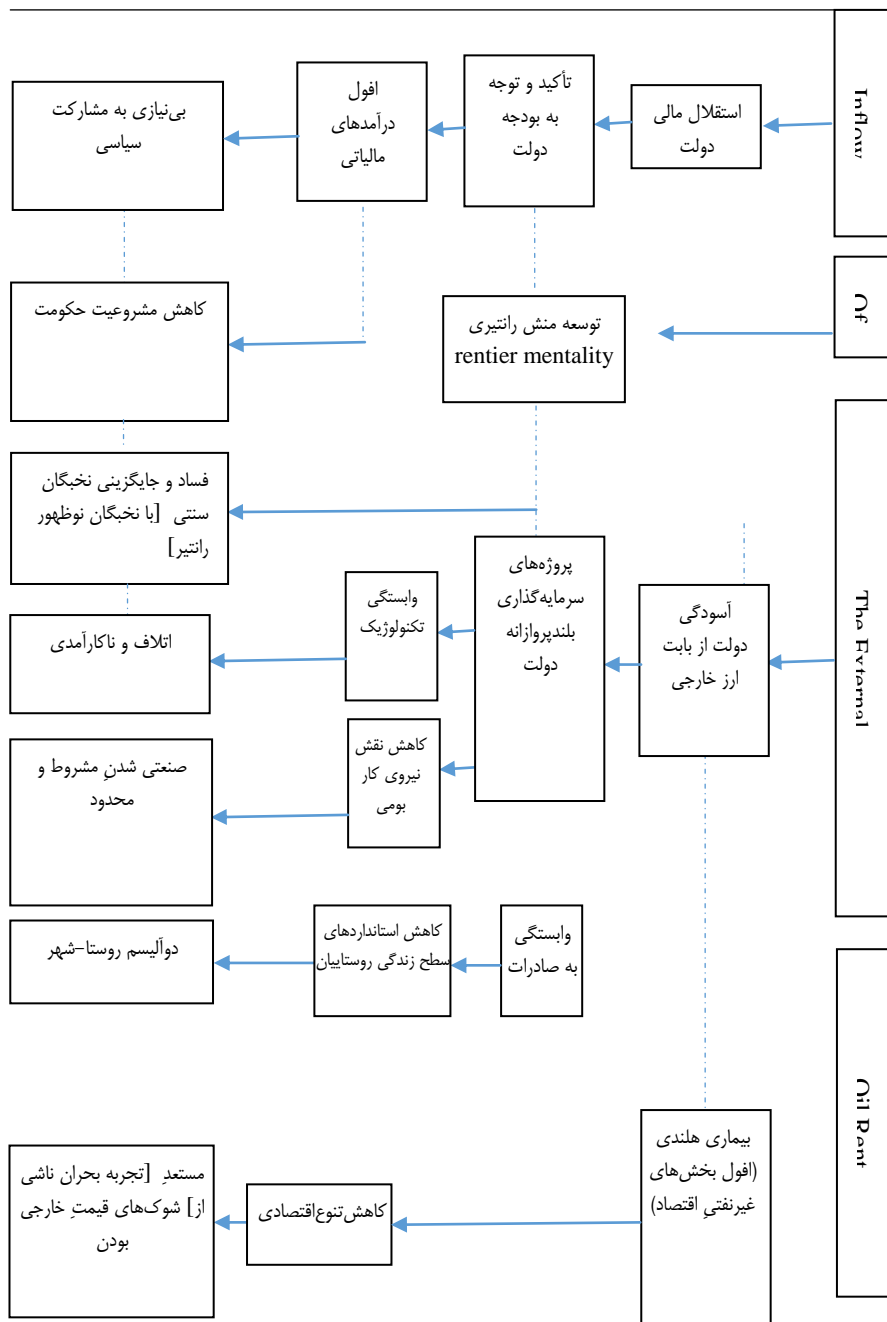 Inflow
استقلال مالی
دولت
تأکید و توجه
به بودجه
دولت
افول
درآمدهای
مالیاتی
بی‌نیازی به مشارکت
سیاسی
Of
توسعه منش رانتیری
rentier mentality
کاهش مشروعیت حکومت
فساد و جایگزینی نخبگان
سنتی [با نخبگان نوظهور
رانتیر]
The External
آسودگی
دولت از بابت
ارز خارجی
پروژه‌های
سرمایه‌گذاری
بلندپروازانه
دولت
وابستگی
تکنولوژیک
اتلاف و ناکارآمدی
کاهش نقش
نیروی کار
بومی
صنعتی شدنِ مشروط و
محدود
وابستگی
به صادرات
کاهش استانداردهای
سطح زندگی روستاییان
دوآلیسم روستا-شهر
Oil Rent
بیماری هلندی
(افول بخش‌های
غیرنفتیِ اقتصاد)
کاهش تنوع اقتصادی
مستعدِ [تجربه بحران ناشی
از] شوک‌های قیمتِ خارجی
بودن